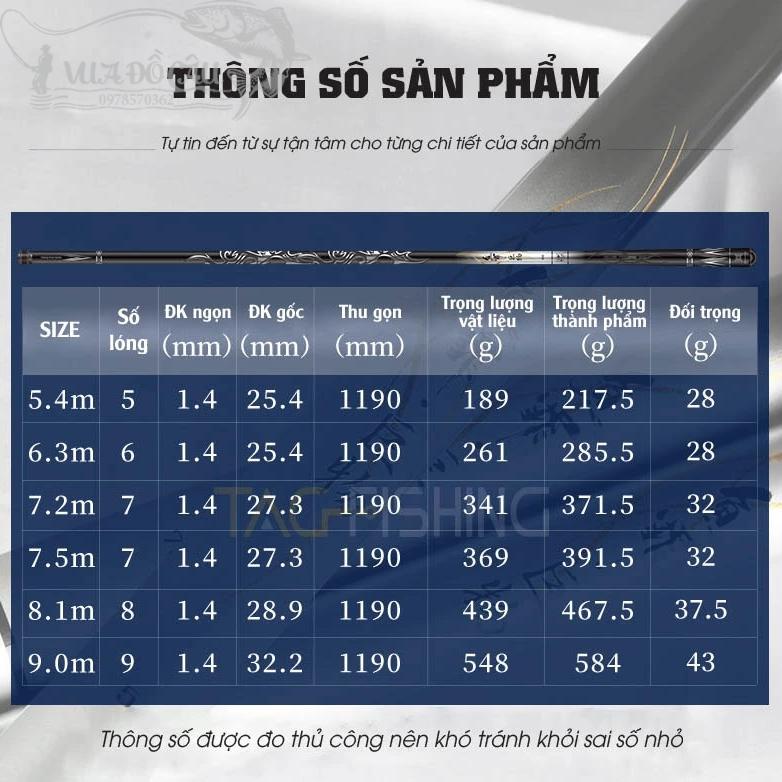 VUA ĐỒ CÂU
0978570362
THÔNG SỐ SẢN PHẨM
Tự tin đến từ sự tận tâm cho từng chi tiết của sản phẩm
SIZE Số lóng ĐK ngọn (mm) ĐK gốc (mm) Thu gọn (mm) Trọng lượng vật liệu (g) Trọng lượng thành phẩm (g) Đối trọng (g)
5.4m 5 1.4 25.4 1190 189 217.5 28
6.3m 6 1.4 25.4 1190 261 285.5 28
7.2m 7 1.4 27.3 1190 341 371.5 32
TAGFISHING
7.5m 7 1.4 27.3 1190 369 391.5 32
8.1m 8 1.4 28.9 1190 439 467.5 37.5
9.0m 9 1.4 32.2 1190 548 584 43
Thông số được đo thủ công nên khó tránh khỏi sai số nhỏ